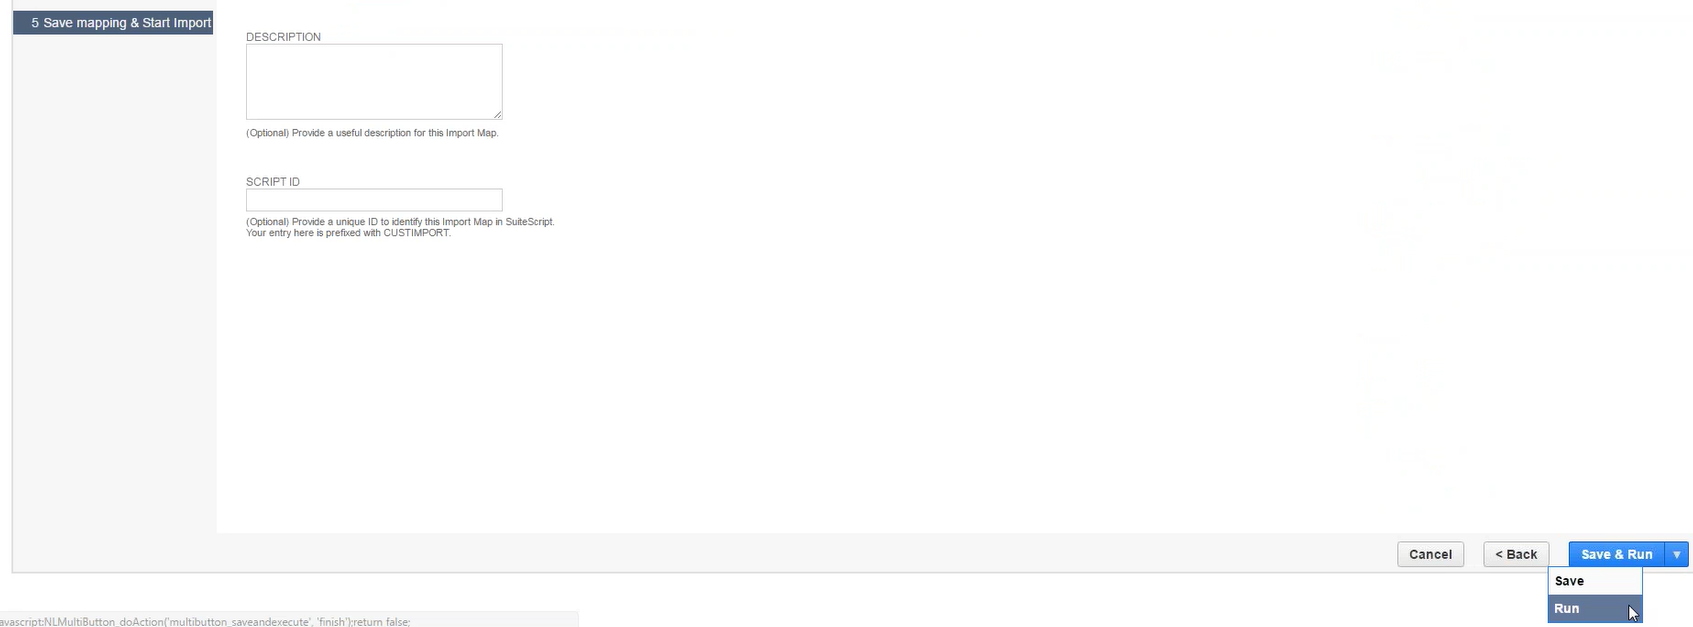 5 Save mapping & Start Import
DESCRIPTION
(Optional) Provide a useful description for this Import Map.
SCRIPT ID
(Optional) Provide a unique ID to identify this Import Map in SuiteScript.
Your entry here is prefixed with CUSTIMPORT.
Cancel
< Back
Save & Run
Save
Run
avascript:NLMultiButton_doAction('multibutton_saveandexecute', 'finish');return false;